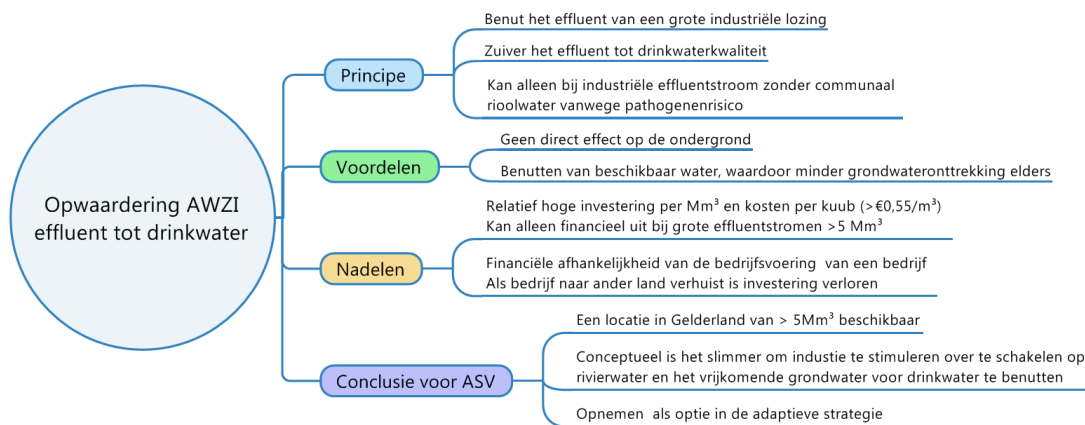 Opwaardering AWZI
effluent tot drinkwater
Principe
Benut het effluent van een grote industriële lozing
Zuiver het effluent tot drinkwaterkwaliteit
Kan alleen bij industriële effluentstroom zonder communaal
rioolwater vanwege pathogenenrisico
Voordelen
Geen direct effect op de ondergrond
Benutten van beschikbaar water, waardoor minder grondwateronttrekking elders
Nadelen
Relatief hoge investering per Mm³ en kosten per kuub (>€0,55/m³)
Kan alleen financieel uit bij grote effluentstromen >5 Mm³
Financiële afhankelijkheid van de bedrijfsvoering van een bedrijf
Als bedrijf naar ander land verhuist is investering verloren
Conclusie voor ASV
Een locatie in Gelderland van > 5Mm³ beschikbaar
Conceptueel is het slimmer om industie te stimuleren over te schakelen op
rivierwater en het vrijkomende grondwater voor drinkwater te benutten
Opnemen als optie in de adaptieve strategie